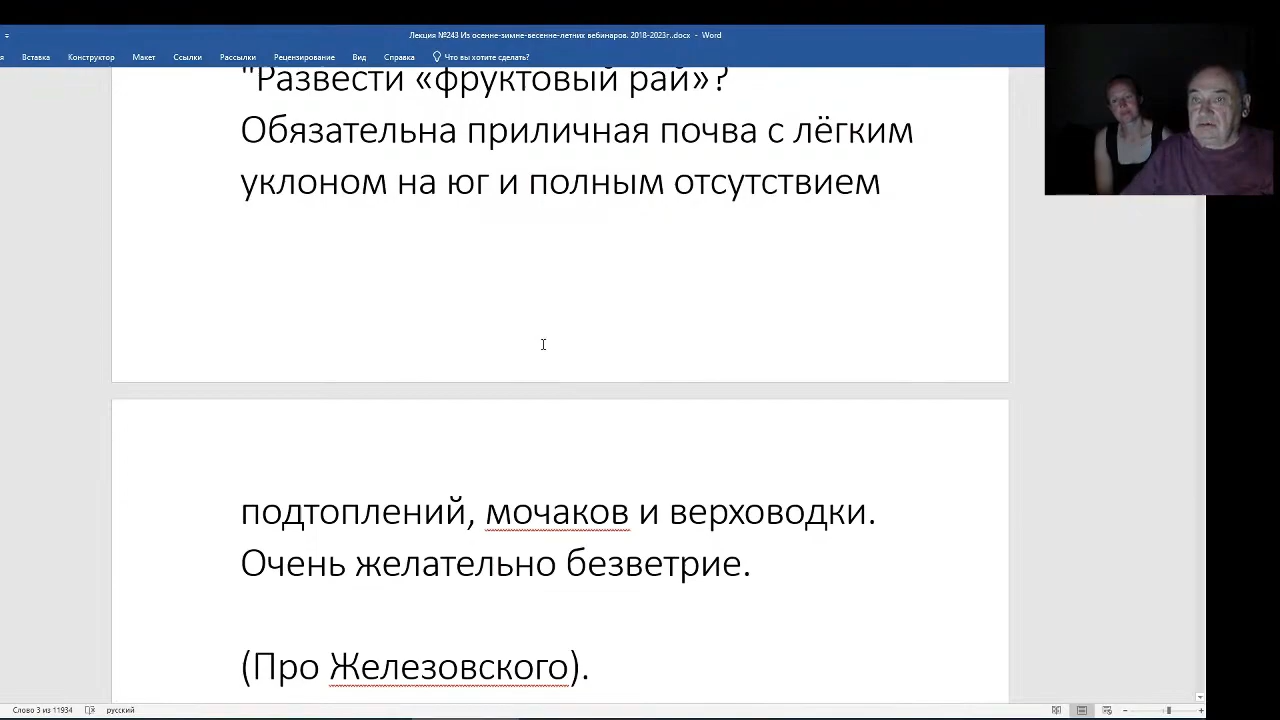 Лекция №243 Из осенне-зимне-весенне-летних вебинаров. 2018-2023г..docx - Word
Вставка Конструктор Макет Ссылки Рассылки Рецензирование Вид Справка Что вы хотите сделать?
"Развести «фруктовый рай»?
Обязательна приличная почва с лёгким
уклоном на юг и полным отсутствием
подтоплений, мочаков и верховодки.
Очень желательно безветрие.
(Про Железовского).
Слово 3 из 11934 русский